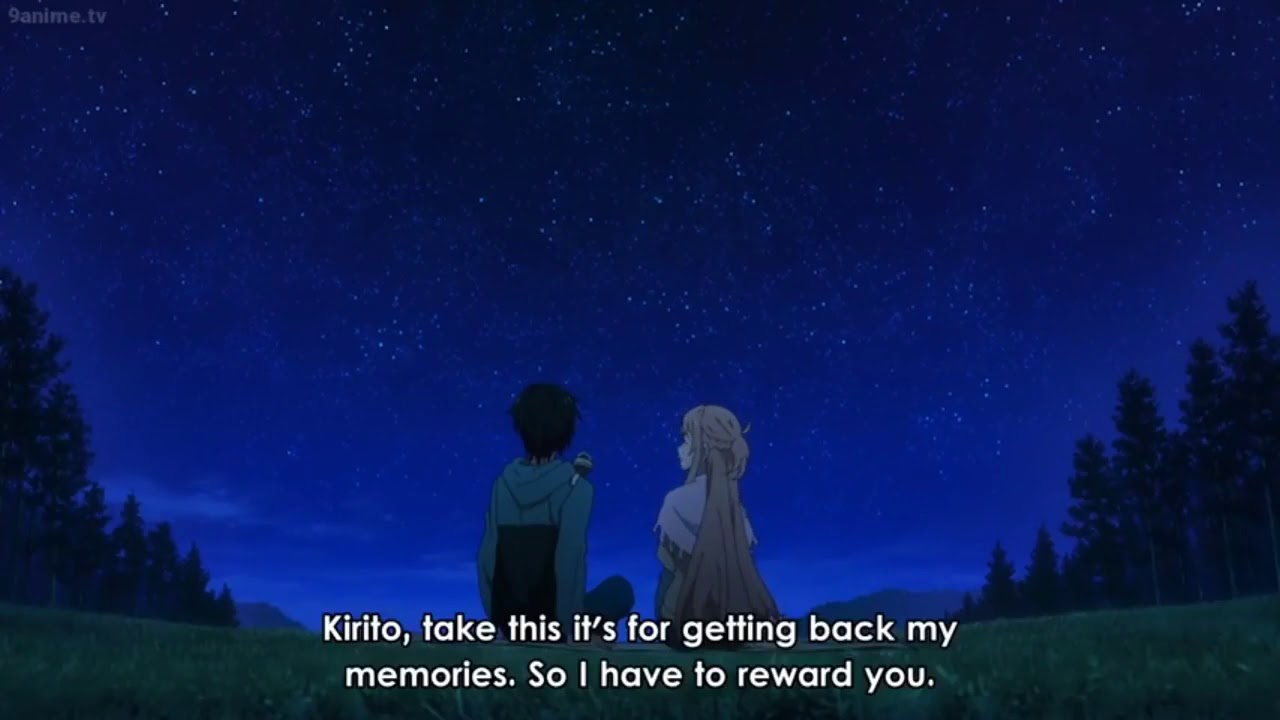 9anime.tv
Kirito, take this it's for getting back my
memories. So I have to reward you.